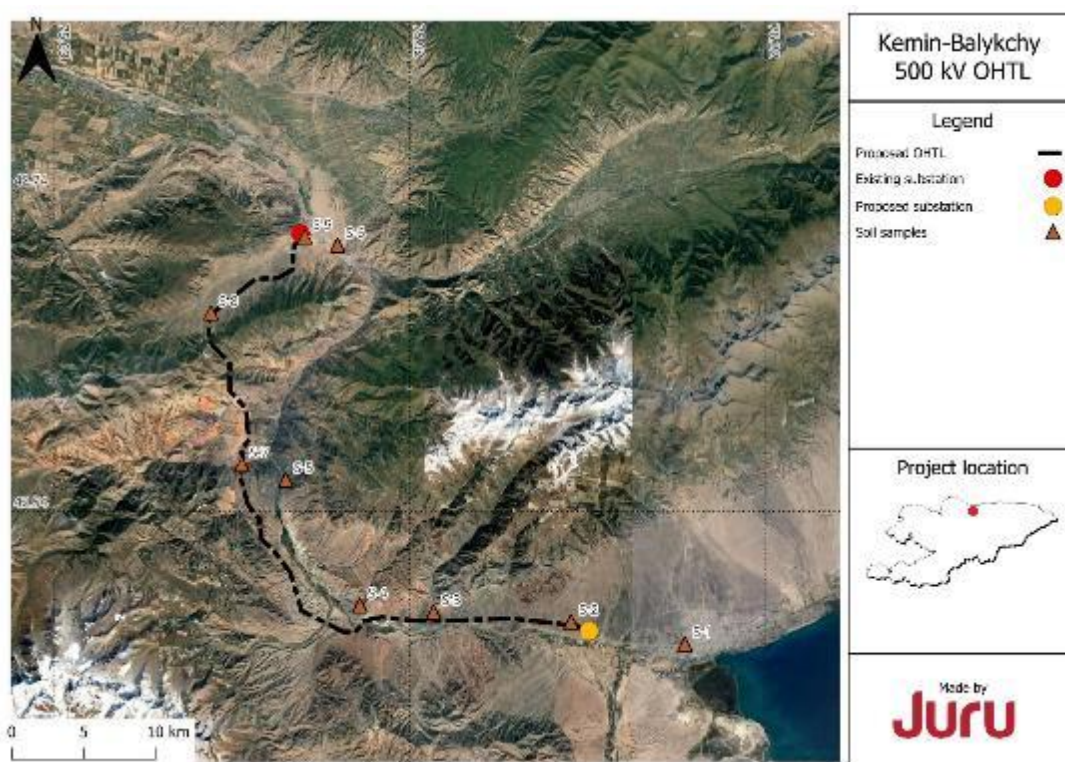 Kemin-Balykchy
500 kV OHTL
Legend
Proposed OHTL
Existing substation
Proposed substation
Soil samples
Project location
Made by
Juru
N
S-9
S-6
S-8
S-5
S-4
S-3
S-2
S-1
0 5 10 km